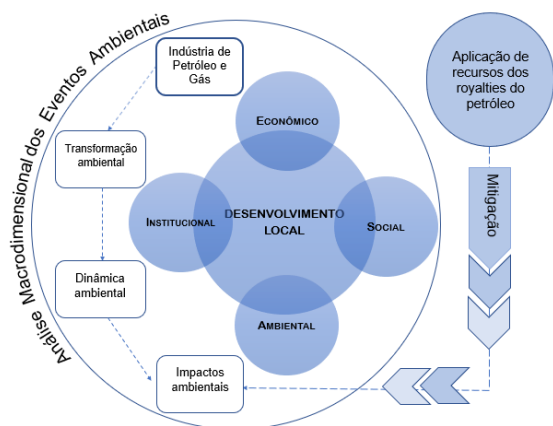 Análise Macrodimensional dos Eventos Ambientais
Indústria de
Petróleo e
Gás
Transformação
ambiental
Dinâmica
ambiental
Impactos
ambientais
ECONÔMICO
INSTITUCIONAL
DESENVOLVIMENTO
LOCAL
SOCIAL
AMBIENTAL
Aplicação de
recursos dos
royalties do
petróleo
Mitigação